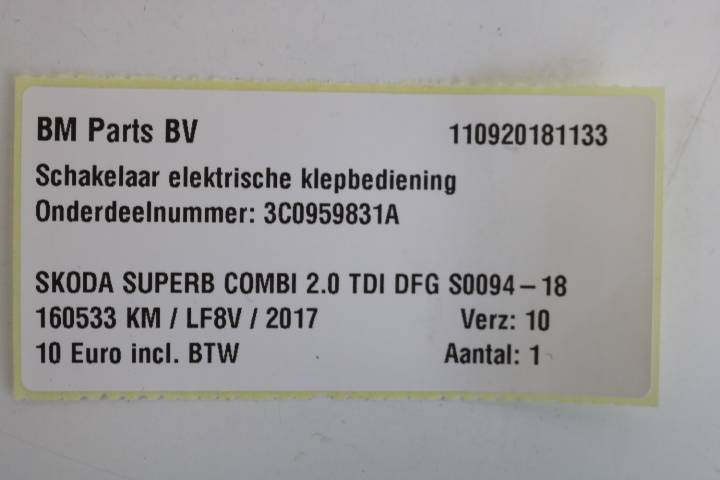 BM Parts BV 110920181133
Schakelaar elektrische klepbediening
Onderdeelnummer: 3C0959831A
SKODA SUPERB COMBI 2.0 TDI DFG S0094-18
160533 KM / LF8V / 2017 Verz: 10
10 Euro incl. BTW Aantal: 1